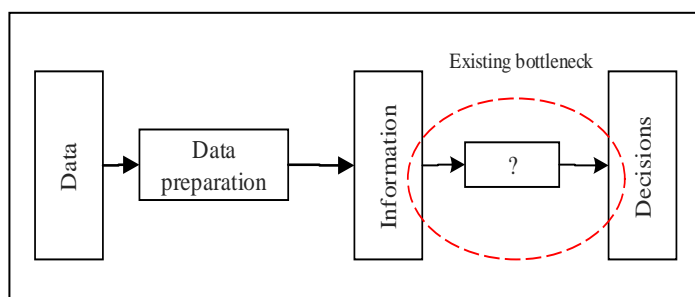 Existing bottleneck
Data
Data
preparation
Information
?
Decisions